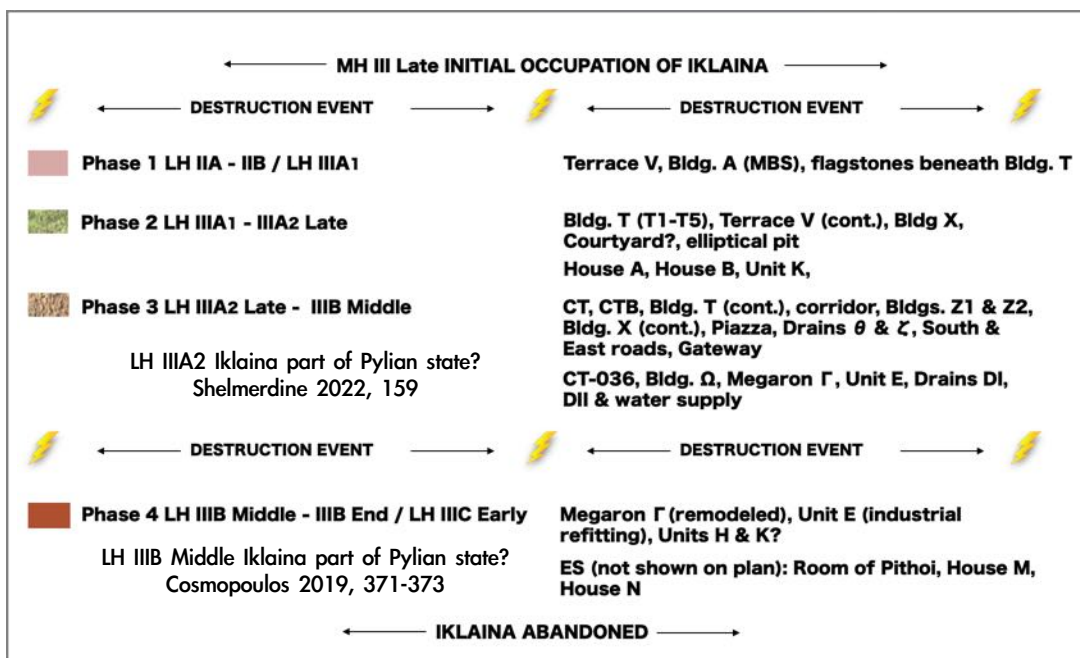 MH III Late INITIAL OCCUPATION OF IKLAINA
DESTRUCTION EVENT
DESTRUCTION EVENT
Phase 1 LH IIA - IIB / LH IIIA1
Terrace V, Bldg. A (MBS), flagstones beneath Bldg. T
Phase 2 LH IIIA1 - IIIA2 Late
Bldg. T (T1-T5), Terrace V (cont.), Bldg X,
Courtyard?, elliptical pit
House A, House B, Unit K,
Phase 3 LH IIIA2 Late - IIIB Middle
LH IIIA2 Iklaina part of Pylian state?
Shelmerdine 2022, 159
CT, CTB, Bldg. T (cont.), corridor, Bldgs. Z1 & Z2,
Bldg. X (cont.), Piazza, Drains θ & ζ, South &
East roads, Gateway
CT-036, Bldg. Ω, Megaron Γ, Unit E, Drains DI,
DII & water supply
DESTRUCTION EVENT
DESTRUCTION EVENT
Phase 4 LH IIIB Middle - IIIB End / LH IIIC Early
LH IIIB Middle Iklaina part of Pylian state?
Cosmopoulos 2019, 371-373
Megaron Γ (remodeled), Unit E (industrial
refitting), Units H & K?
ES (not shown on plan): Room of Pithoi, House M,
House N
IKLAINA ABANDONED